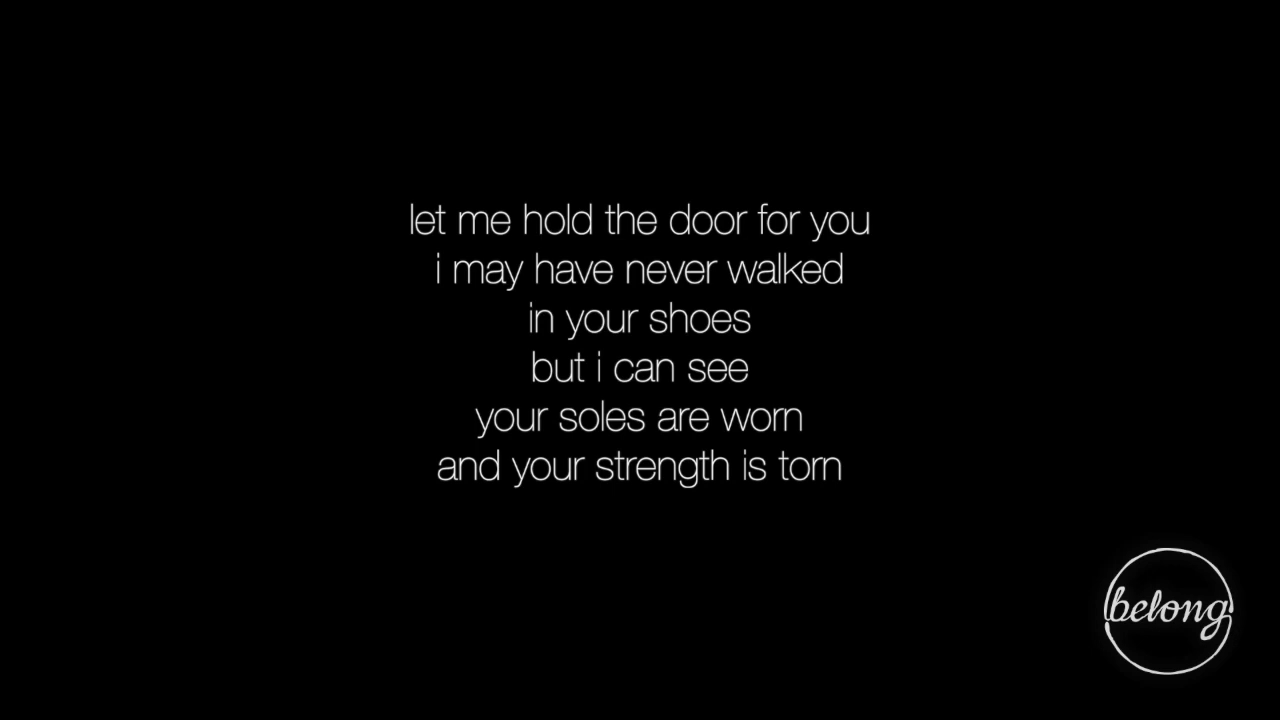 let me hold the door for you
i may have never walked
in your shoes
but i can see
your soles are worn
and your strength is torn
belong